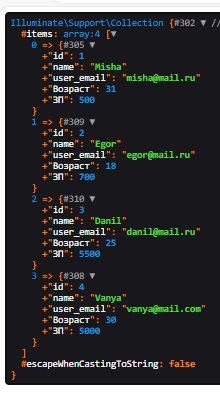 Illuminate\Support\Collection {#302 ▼ //
#items: array:4 [▼
0 => {#305 ▼
+"id": 1
+"name": "Misha"
+"user_email": "misha@mail.ru"
+"Возраст": 31
+"ЗП": 500
}
1 => {#309 ▼
+"id": 2
+"name": "Egor"
+"user_email": "egor@mail.ru"
+"Возраст": 18
+"ЗП": 700
}
2 => {#310 ▼
+"id": 3
+"name": "Danil"
+"user_email": "danil@mail.ru"
+"Возраст": 25
+"ЗП": 5500
}
3 => {#308 ▼
+"id": 4
+"name": "Vanya"
+"user_email": "vanya@mail.com"
+"Возраст": 30
+"ЗП": 5000
}
]
#escapeWhenCastingToString: false
}